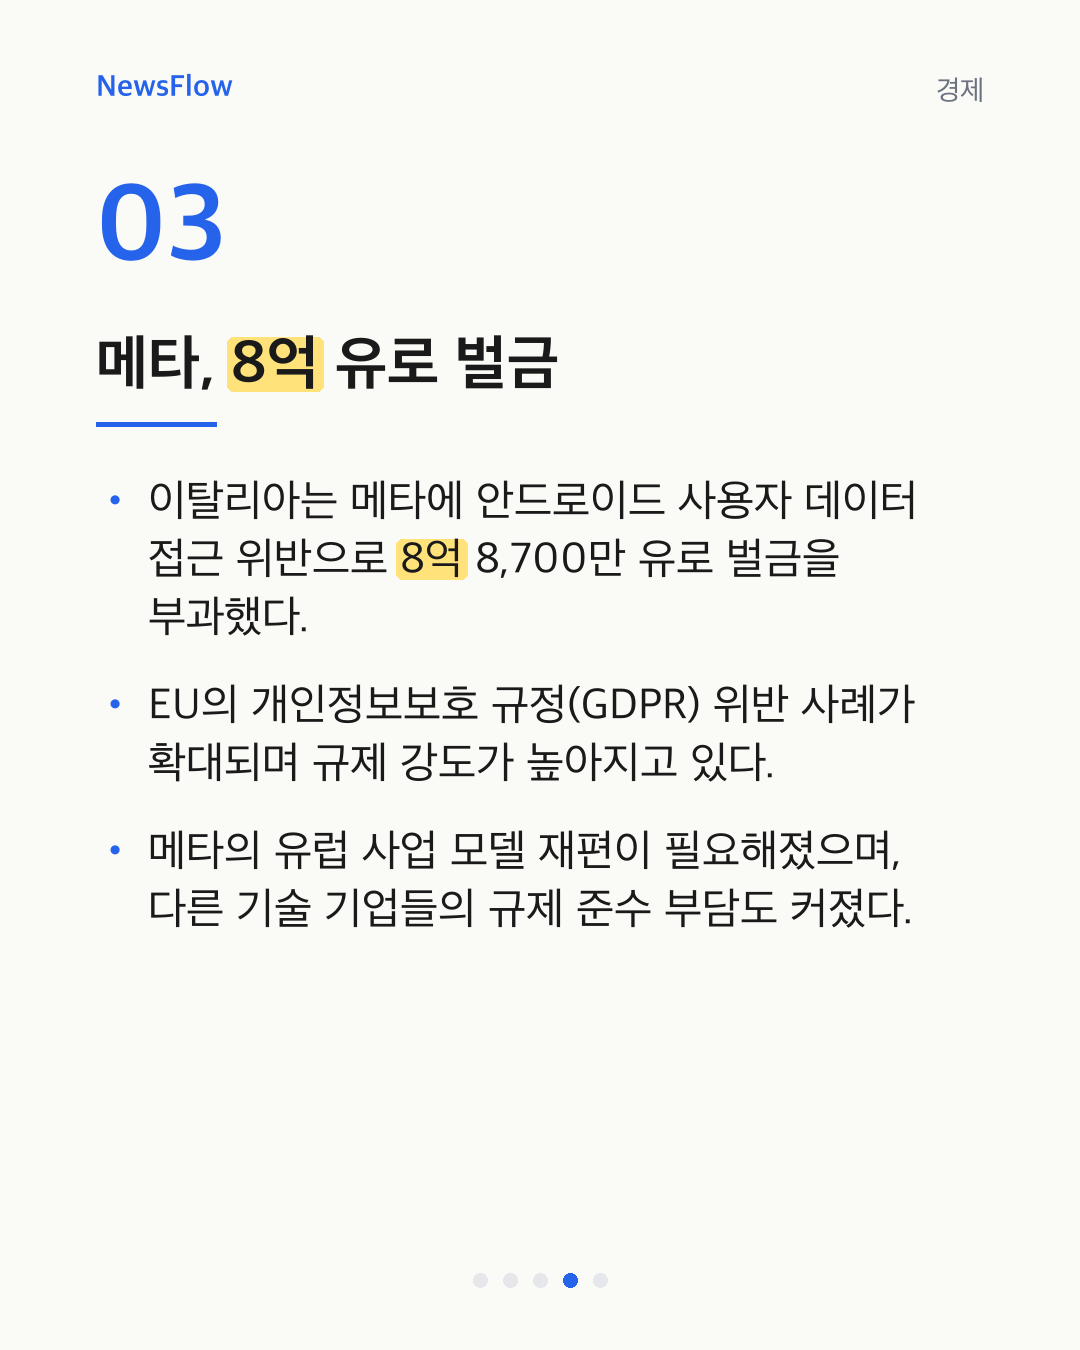 NewsFlow
경제
03
메타, 8억 유로 벌금
• 이탈리아는 메타에 안드로이드 사용자 데이터
접근 위반으로 8억 8,700만 유로 벌금을
부과했다.
• EU의 개인정보보호 규정(GDPR) 위반 사례가
확대되며 규제 강도가 높아지고 있다.
• 메타의 유럽 사업 모델 재편이 필요해졌으며,
다른 기술 기업들의 규제 준수 부담도 커졌다.